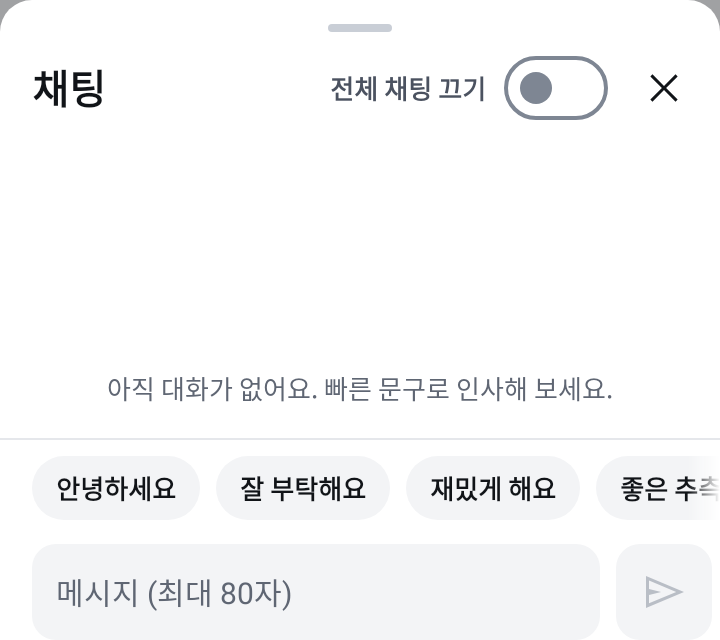 채팅
전체 채팅 끄기
아직 대화가 없어요. 빠른 문구로 인사해 보세요.
안녕하세요
잘 부탁해요
재밌게 해요
좋은 추측
메시지 (최대 80자)